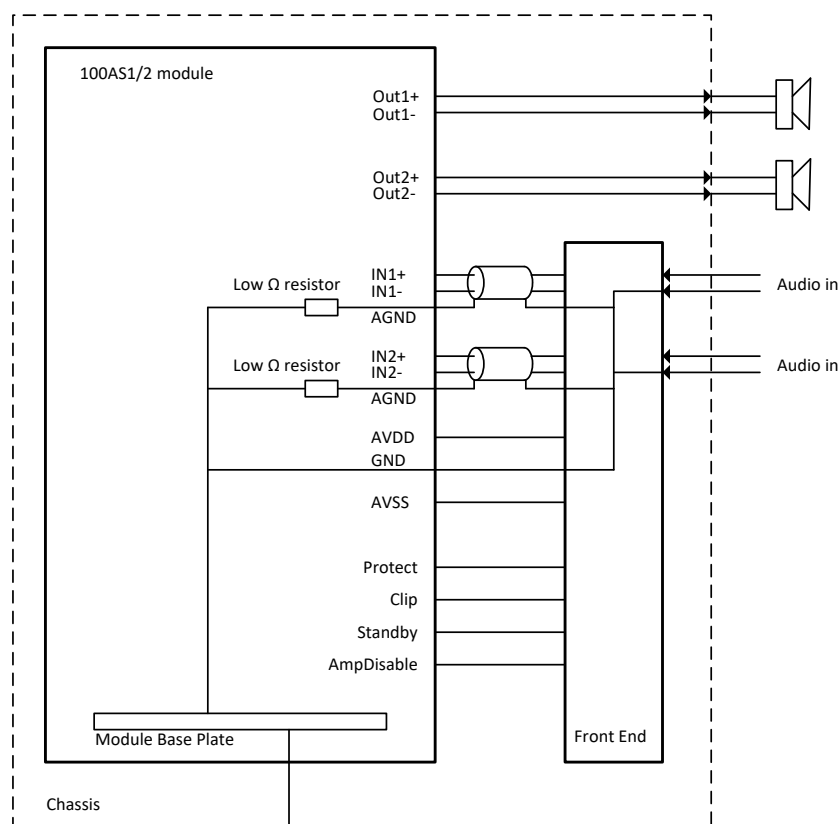 100AS1/2 module
Out1+
Out1-
Out2+
Out2-
IN1+
Low Ω resistor
IN1-
Audio in
AGND
IN2+
Low Ω resistor
IN2-
Audio in
AGND
AVDD
GND
AVSS
Protect
Clip
Standby
AmpDisable
Module Base Plate
Front End
Chassis